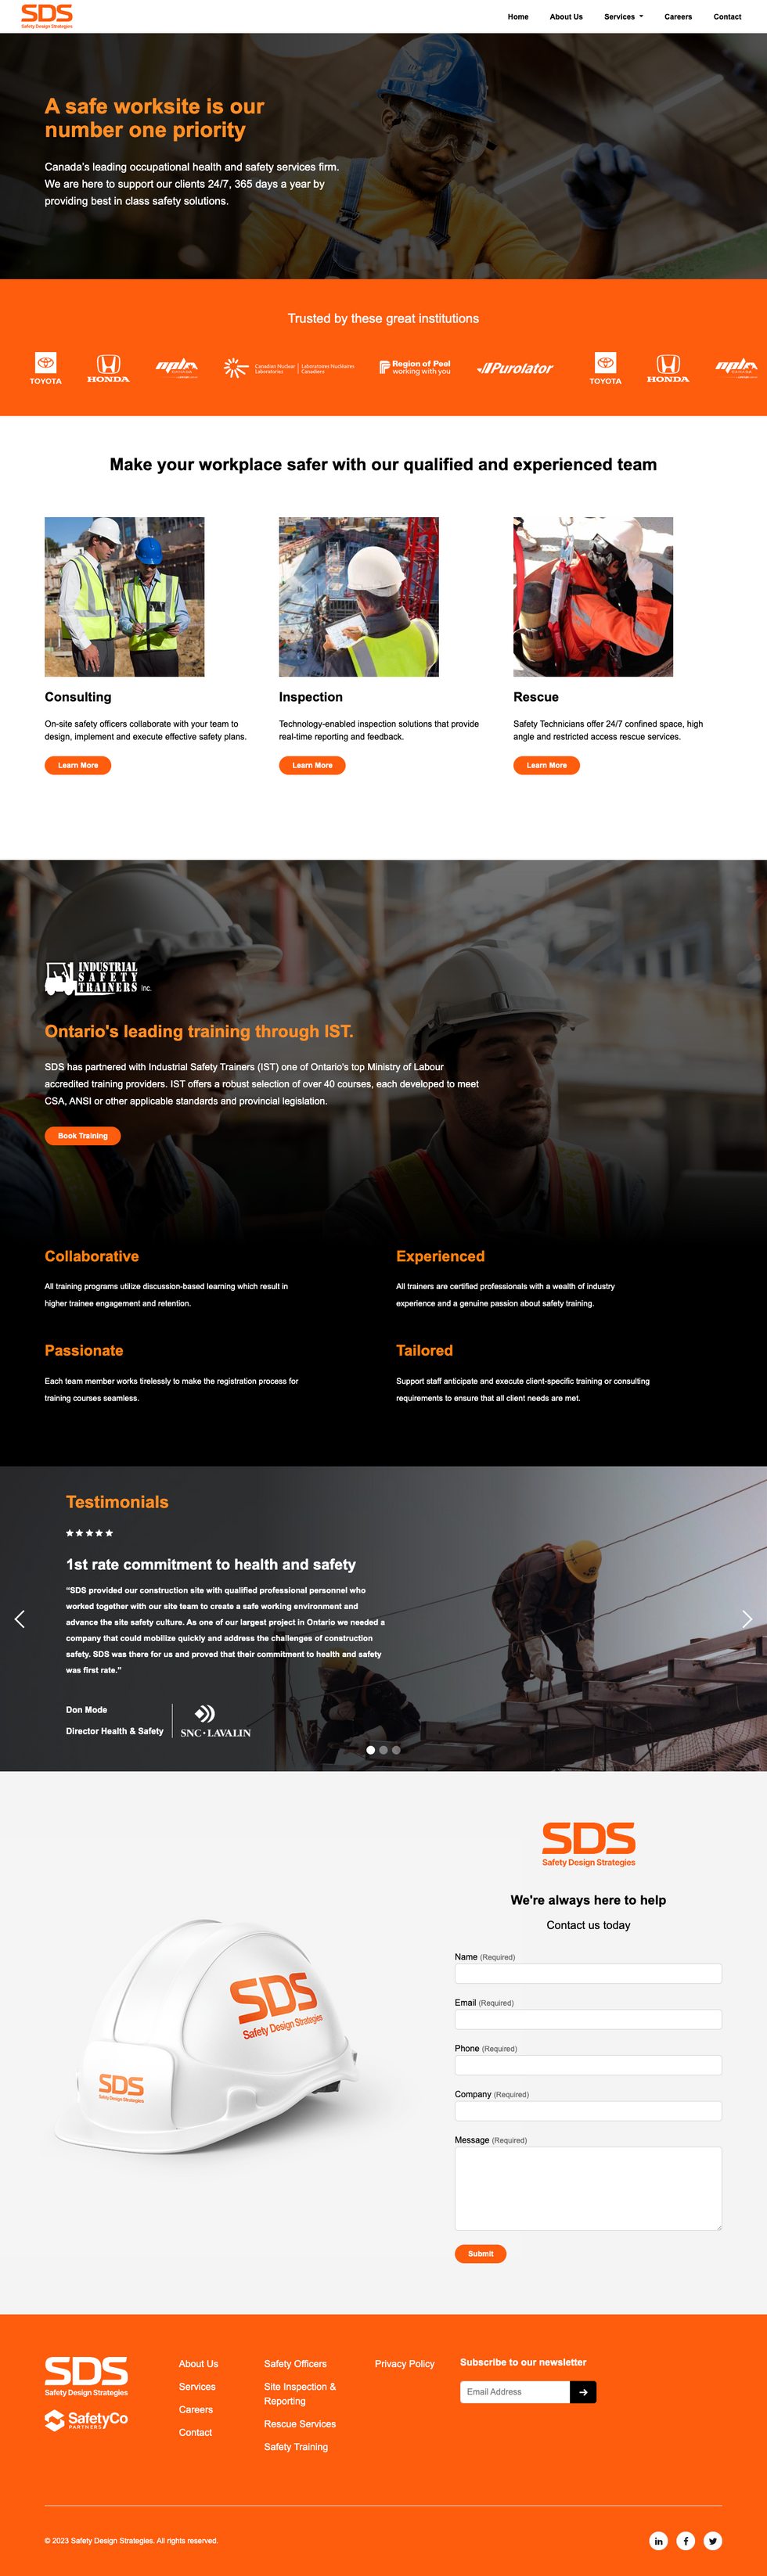 SDS
Safety Design Strategies
Home
About Us
Services
Careers
Contact
A safe worksite is our
number one priority
Canada's leading occupational health and safety services firm.
We are here to support our clients 24/7, 365 days a year by
providing best in class safety solutions.
Trusted by these great institutions
TOYOTA
HONDA
Canadian Nuclear Laboratories | Laboratoires Nucléaires Canadiens
Region of Peel
working with you
Purolator
TOYOTA
HONDA
Make your workplace safer with our qualified and experienced team
Consulting
On-site safety officers collaborate with your team to
design, implement and execute effective safety plans.
Learn More
Inspection
Technology-enabled inspection solutions that provide
real-time reporting and feedback.
Learn More
Rescue
Safety Technicians offer 24/7 confined space, high
angle and restricted access rescue services.
Learn More
INDUSTRIAL
SAFETY
TRAINERS Inc.
Ontario's leading training through IST.
SDS has partnered with Industrial Safety Trainers (IST) one of Ontario's top Ministry of Labour
accredited training providers. IST offers a robust selection of over 40 courses, each developed to meet
CSA, ANSI or other applicable standards and provincial legislation.
Book Training
Collaborative
All training programs utilize discussion-based learning which result in
higher trainee engagement and retention.
Experienced
All trainers are certified professionals with a wealth of industry
experience and a genuine passion about safety training.
Passionate
Each team member works tirelessly to make the registration process for
training courses seamless.
Tailored
Support staff anticipate and execute client-specific training or consulting
requirements to ensure that all client needs are met.
Testimonials
1st rate commitment to health and safety
“SDS provided our construction site with qualified professional personnel who
worked together with our site team to create a safe working environment and
advance the site safety culture. As one of our largest project in Ontario we needed a
company that could mobilize quickly and address the challenges of construction
safety. SDS was there for us and proved that their commitment to health and safety
was first rate.”
Don Mode
Director Health & Safety
SNC•LAVALIN
SDS
Safety Design Strategies
We're always here to help
Contact us today
SDS
Safety Design Strategies
SDS
Safety Design Strategies
Name (Required)
Email (Required)
Phone (Required)
Company (Required)
Message (Required)
Submit
SDS
Safety Design Strategies
SafetyCo
PARTNERS
About Us
Services
Careers
Contact
Safety Officers
Site Inspection &
Reporting
Rescue Services
Safety Training
Privacy Policy
Subscribe to our newsletter
Email Address
© 2023 Safety Design Strategies. All rights reserved.
in
f